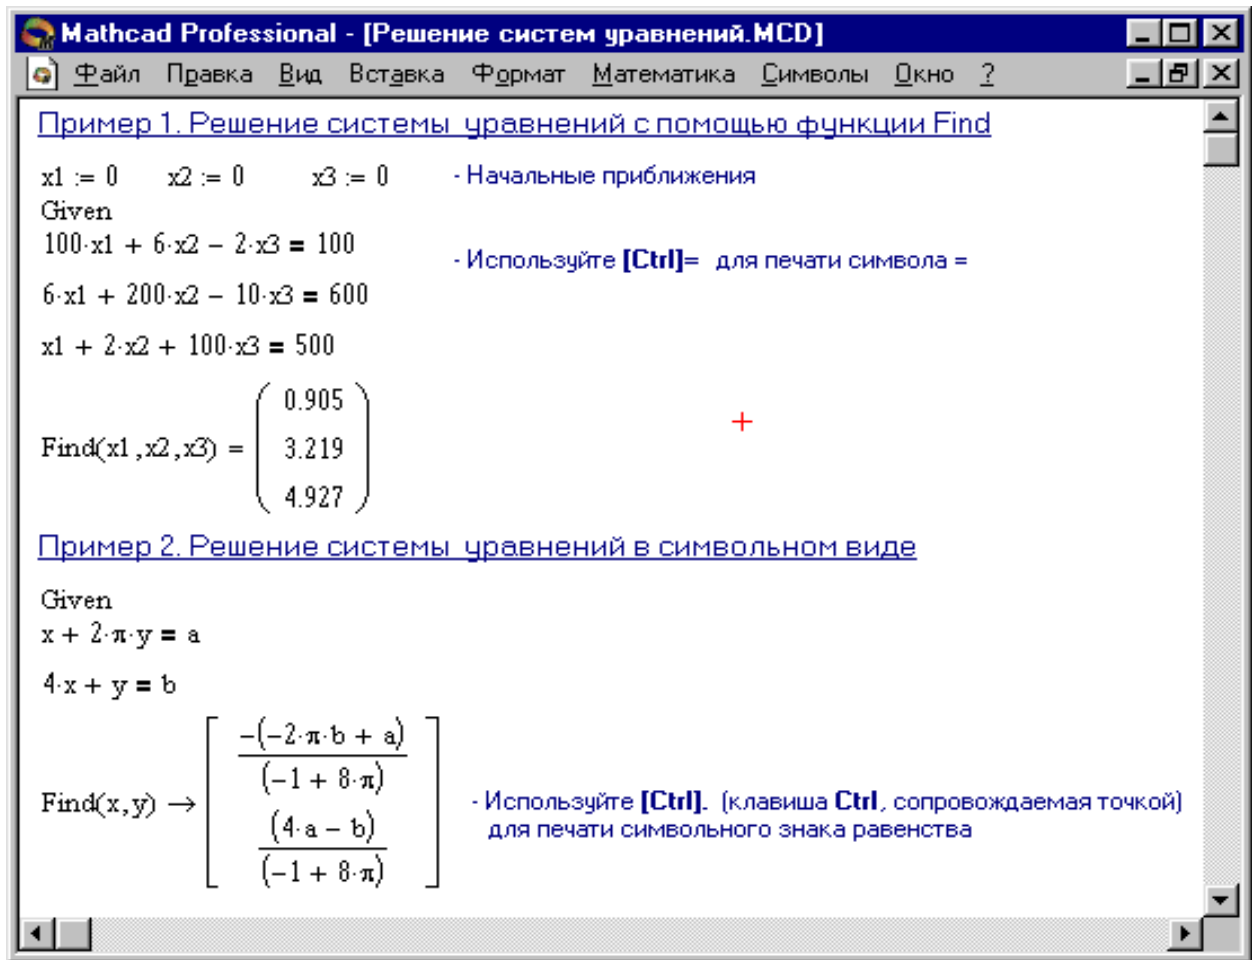 Mathcad Professional - [Решение систем уравнений.MCD]
Файл Правка Вид Вставка Формат Математика Символы Окно ?
Пример 1. Решение системы уравнений с помощью функции Find
x1 := 0 x2 := 0 x3 := 0 - Начальные приближения
Given
100·x1 + 6·x2 − 2·x3 = 100
- Используйте [Ctrl]= для печати символа =
6·x1 + 200·x2 − 10·x3 = 600
x1 + 2·x2 + 100·x3 = 500
0.905
Find(x1,x2,x3) = 3.219
4.927
Пример 2. Решение системы уравнений в символьном виде
Given
x + 2·π·y = a
4·x + y = b
−(−2·π·b + a)
(−1 + 8·π)
Find(x,y) → - Используйте [Ctrl]. (клавиша Ctrl, сопровождаемая точкой)
(4·a − b) для печати символьного знака равенства
(−1 + 8·π)